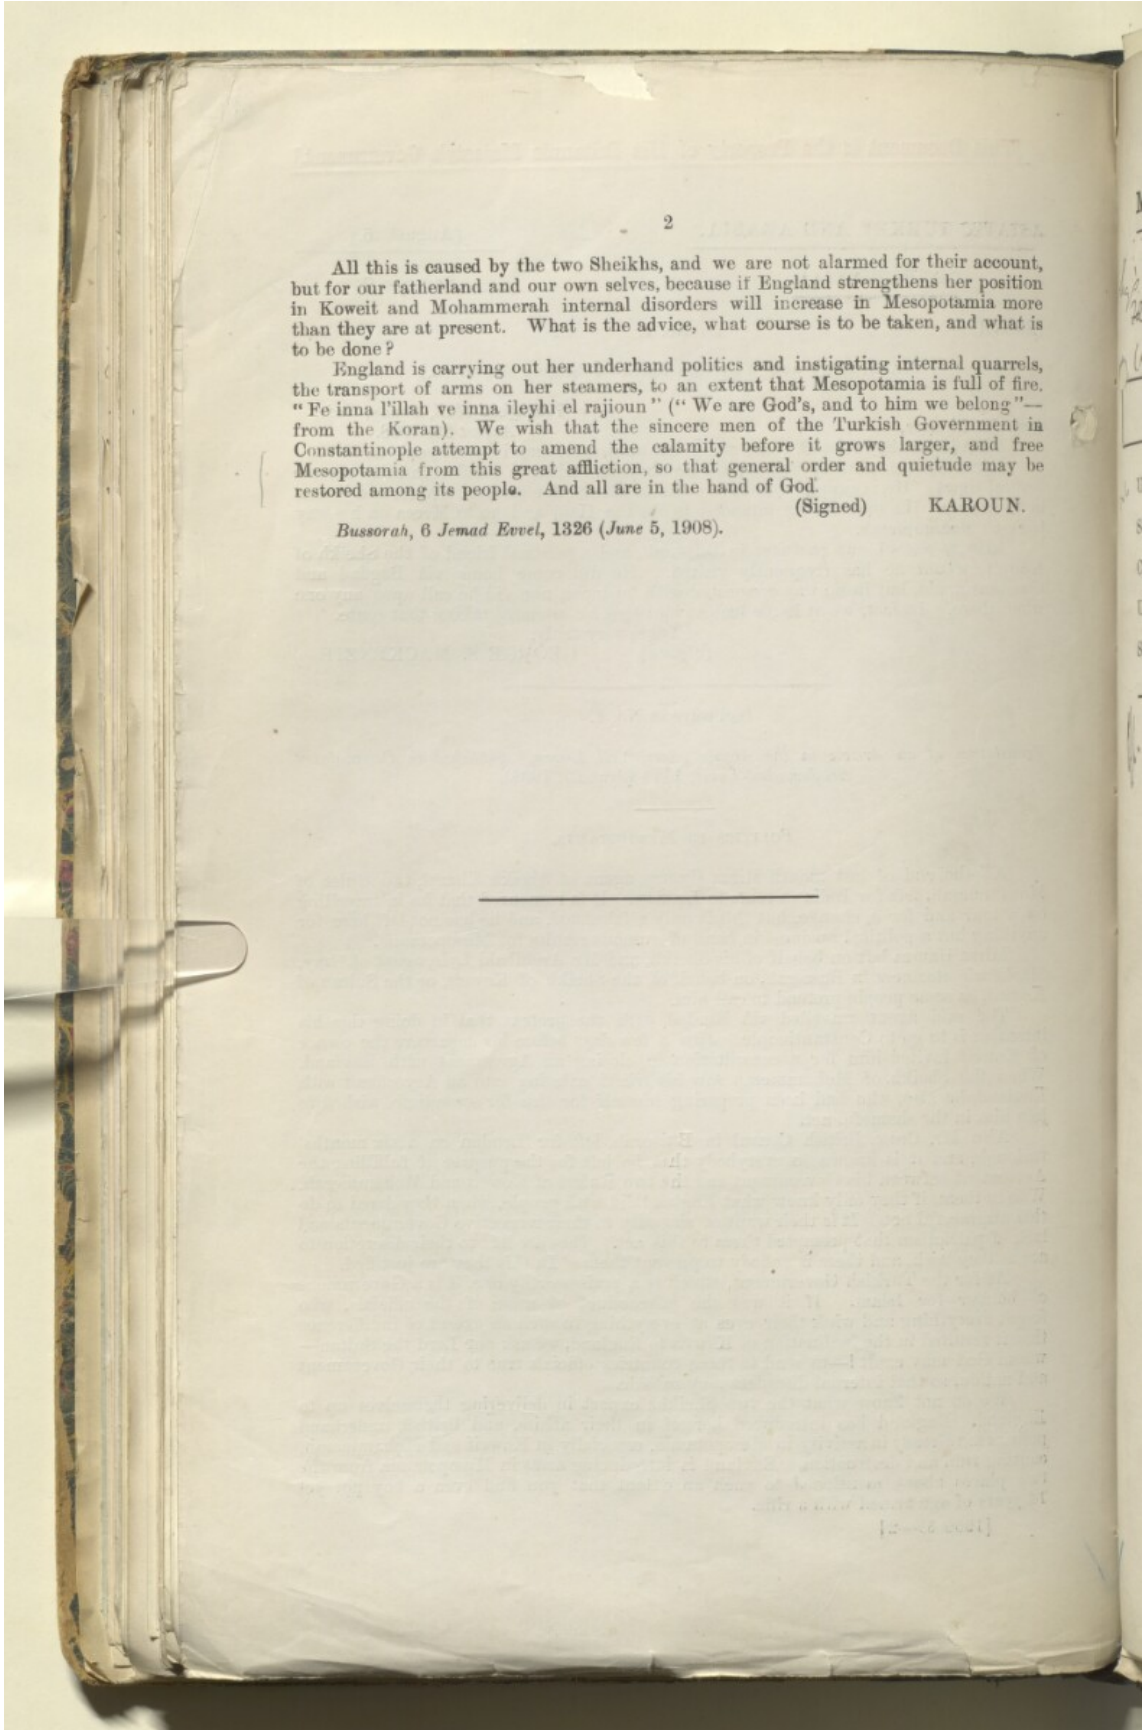 2
All this is caused by the two Sheikhs, and we are not alarmed for their account,
but for our fatherland and our own selves, because if England strengthens her position
in Koweit and Mohammerah internal disorders will increase in Mesopotamia more
than they are at present. What is the advice, what course is to be taken, and what is
to be done?
England is carrying out her underhand politics and instigating internal quarrels,
the transport of arms on her steamers, to an extent that Mesopotamia is full of fire.
"Fe inna l'illah ve inna ileyhi el rajioun" ("We are God's, and to him we belong"—
from the Koran). We wish that the sincere men of the Turkish Government in
Constantinople attempt to amend the calamity before it grows larger, and free
Mesopotamia from this great affliction, so that general order and quietude may be
restored among its people. And all are in the hand of God.
(Signed) KAROUN.
Bussorah, 6 Jemad Evvel, 1326 (June 5, 1908).